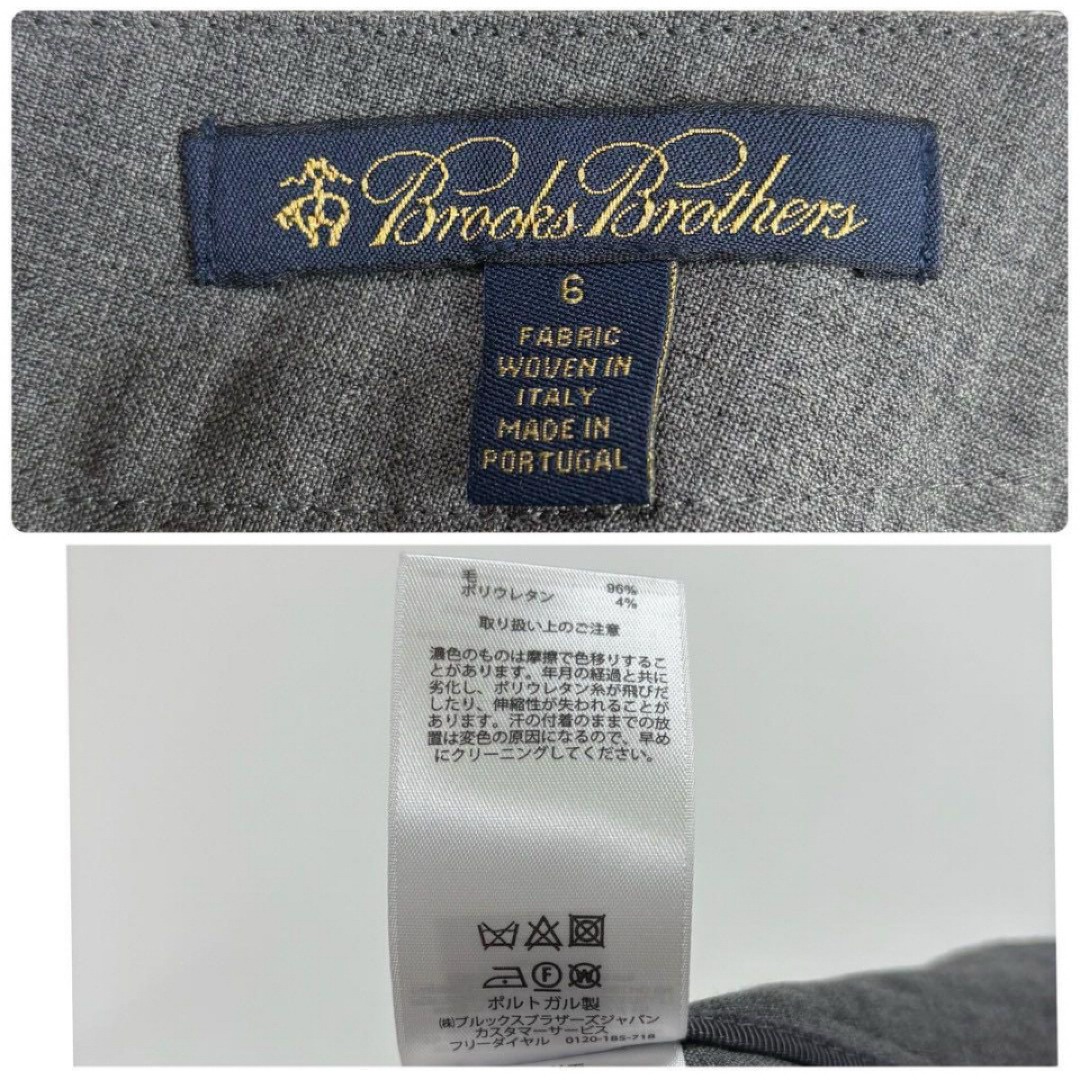 Brooks Brothers
6
FABRIC
WOVEN IN
ITALY
MADE IN
PORTUGAL
毛 96%
ポリウレタン 4%
取り扱い上のご注意
濃色のものは摩擦で色移りするこ
とがあります。年月の経過と共に
劣化し、ポリウレタン糸が飛びだ
したり、伸縮性が失われることが
あります。汗の付着のままでの放
置は変色の原因になるので、早め
にクリーニングしてください。
F W
ポルトガル製
㈱ブルックスブラザーズジャパン
カスタマーサービス
フリーダイヤル 0120-185-718